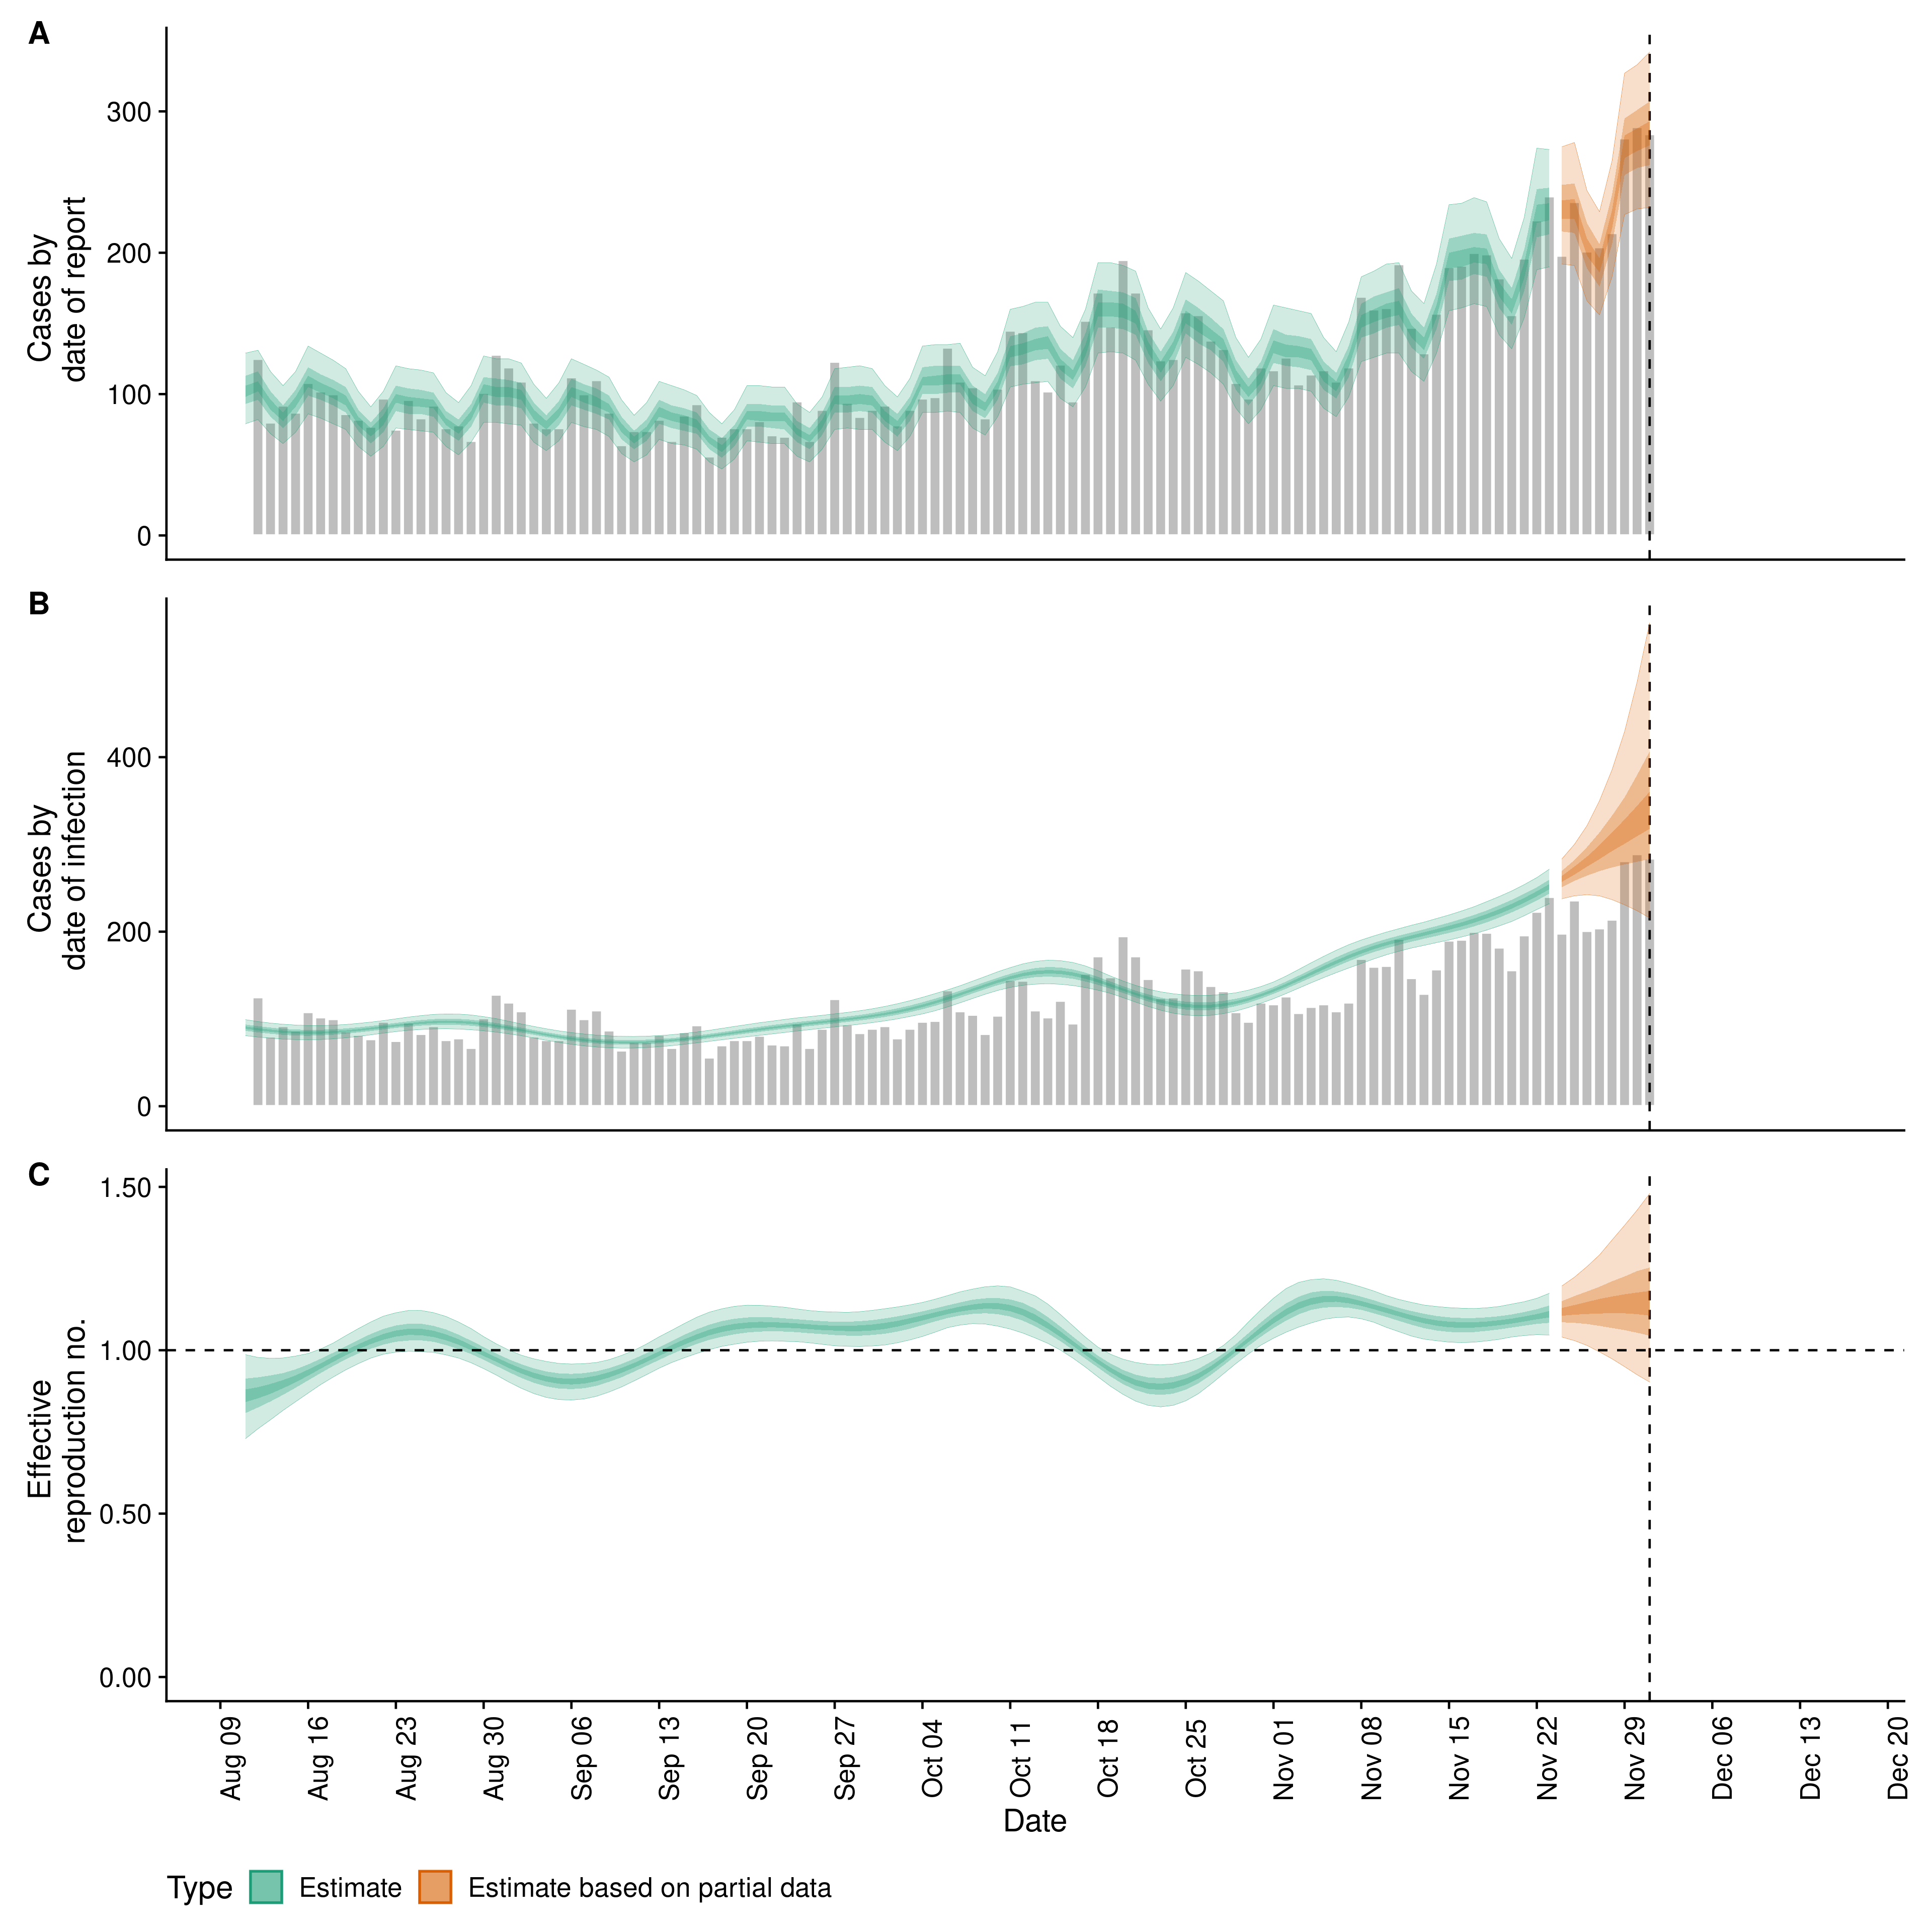 A
Cases by
date of report
300
200
100
0
B
Cases by
date of infection
400
200
0
C
Effective
reproduction no.
1.50
1.00
0.50
0.00
Aug 09
Aug 16
Aug 23
Aug 30
Sep 06
Sep 13
Sep 20
Sep 27
Oct 04
Oct 11
Oct 18
Oct 25
Nov 01
Nov 08
Nov 15
Nov 22
Nov 29
Dec 06
Dec 13
Dec 20
Date
Type Estimate Estimate based on partial data